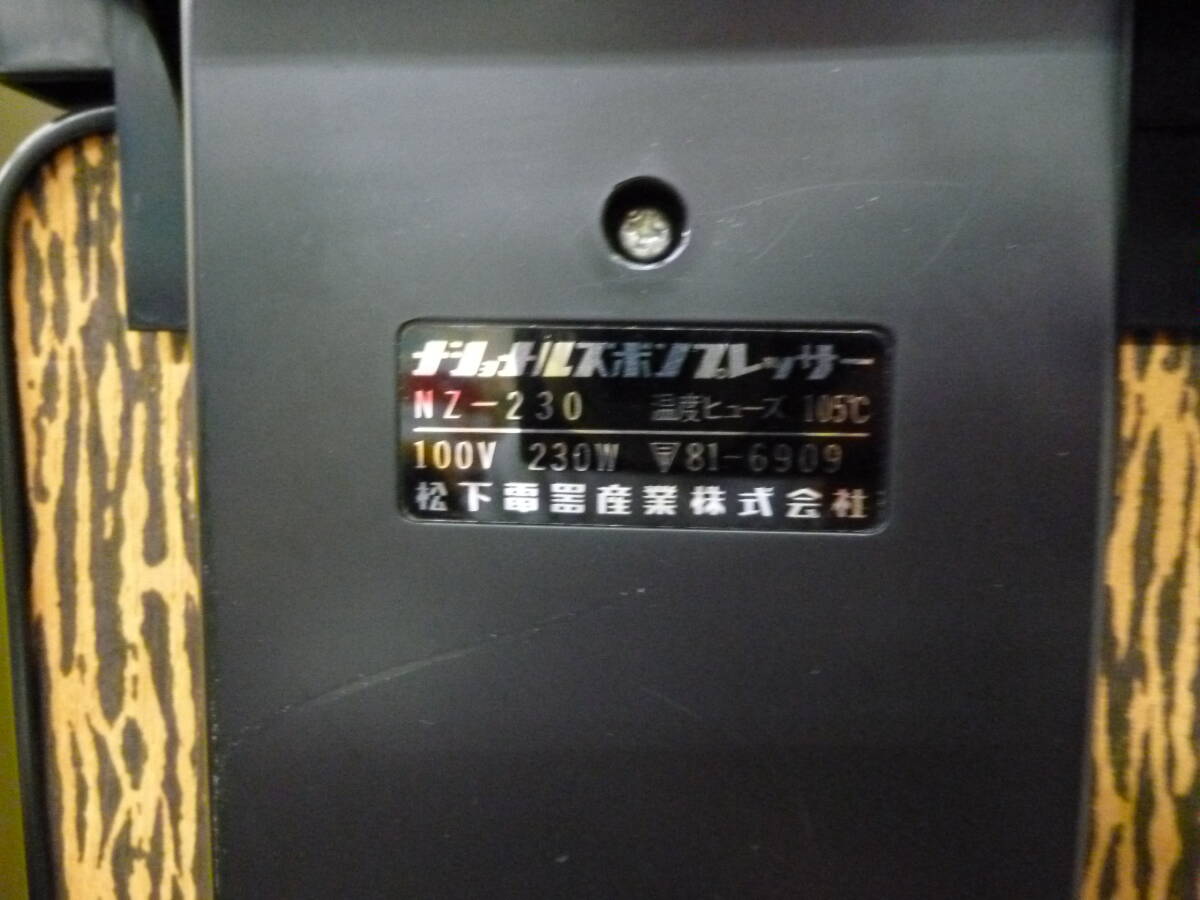 ナショナルズボンプレッサー
NZ-230 温度ヒューズ 105℃
100V 230W 81-6909
松下電器産業株式会社